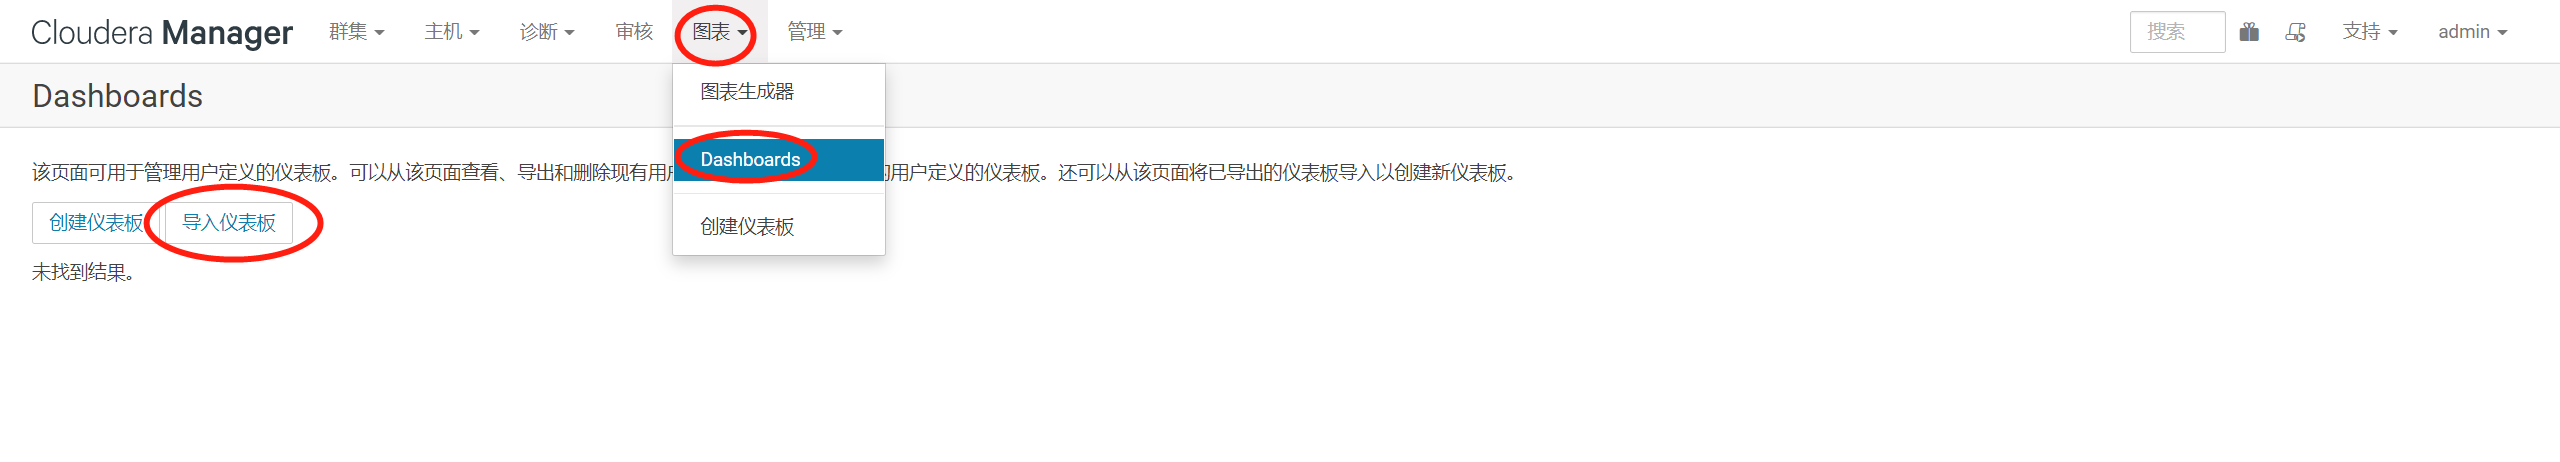 Cloudera Manager 群集 主机 诊断 审核 图表 管理 搜索 支持 admin
Dashboards
图表生成器
Dashboards
创建仪表板
该页面可用于管理用户定义的仪表板。可以从该页面查看、导出和删除现有用 的用户定义的仪表板。还可以从该页面将已导出的仪表板导入以创建新仪表板。
创建仪表板 导入仪表板
未找到结果。